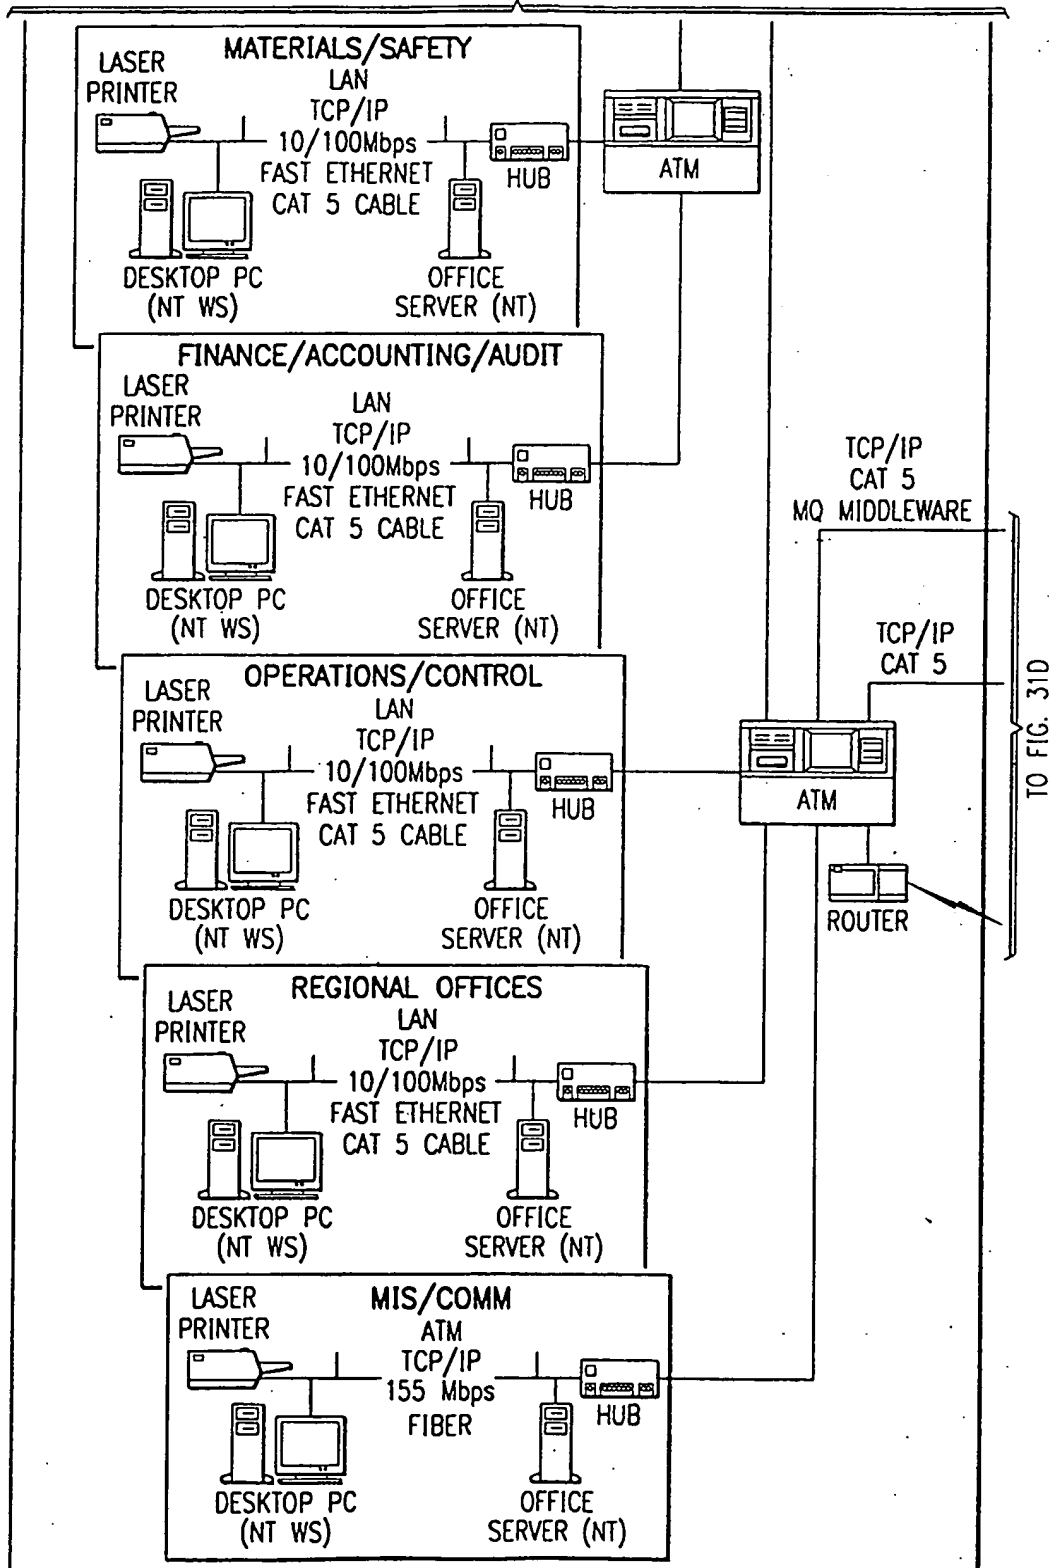 MATERIALS/SAFETY
LASER
PRINTER
LAN
TCP/IP
10/100Mbps
FAST ETHERNET
CAT 5 CABLE
HUB
ATM
DESKTOP PC
(NT WS)
OFFICE
SERVER (NT)
FINANCE/ACCOUNTING/AUDIT
LASER
PRINTER
LAN
TCP/IP
10/100Mbps
FAST ETHERNET
CAT 5 CABLE
HUB
DESKTOP PC
(NT WS)
OFFICE
SERVER (NT)
TCP/IP
CAT 5
MQ MIDDLEWARE
TCP/IP
CAT 5
TO FIG. 31D
OPERATIONS/CONTROL
LASER
PRINTER
LAN
TCP/IP
10/100Mbps
FAST ETHERNET
CAT 5 CABLE
HUB
ATM
ROUTER
DESKTOP PC
(NT WS)
OFFICE
SERVER (NT)
REGIONAL OFFICES
LASER
PRINTER
LAN
TCP/IP
10/100Mbps
FAST ETHERNET
CAT 5 CABLE
HUB
DESKTOP PC
(NT WS)
OFFICE
SERVER (NT)
MIS/COMM
LASER
PRINTER
ATM
TCP/IP
155 Mbps
FIBER
HUB
DESKTOP PC
(NT WS)
OFFICE
SERVER (NT)